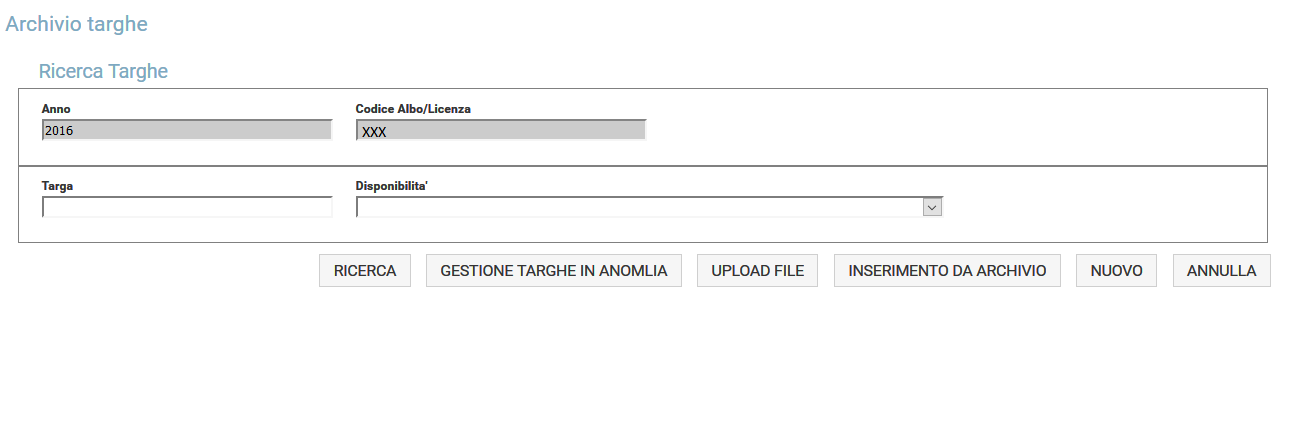 Archivio targhe
Ricerca Targhe
Anno Codice Albo/Licenza
2016 XXX
Targa Disponibilita'
RICERCA GESTIONE TARGHE IN ANOMLIA UPLOAD FILE INSERIMENTO DA ARCHIVIO NUOVO ANNULLA